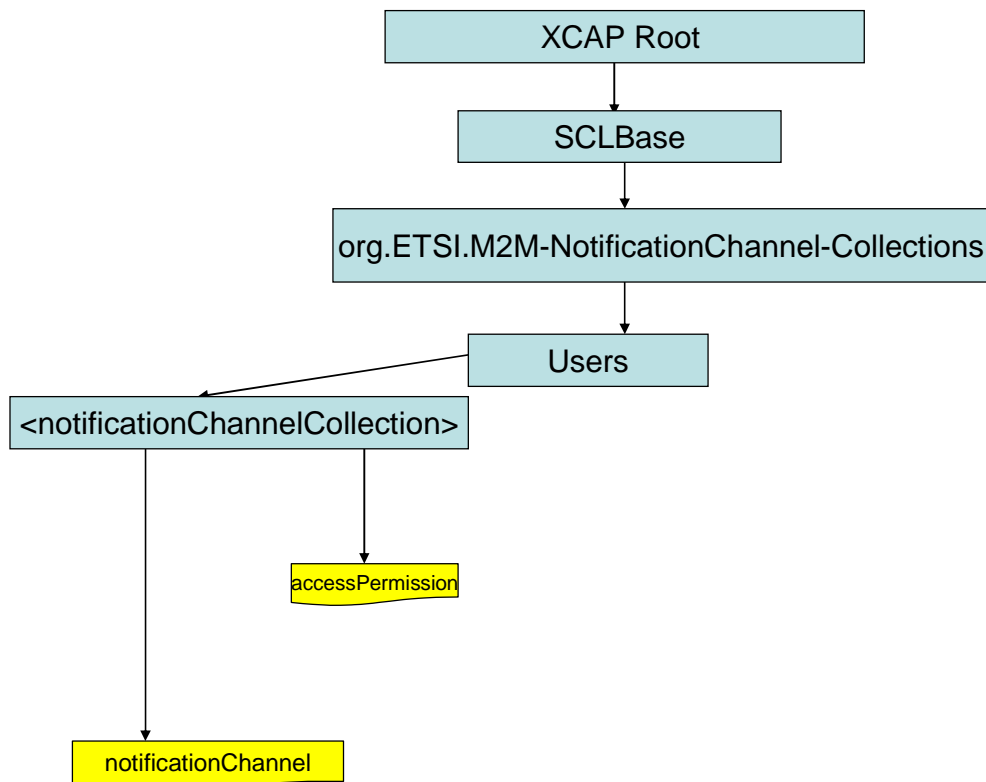 XCAP Root
SCLBase
org.ETSI.M2M-NotificationChannel-Collections
Users
<notificationChannelCollection>
accessPermission
notificationChannel